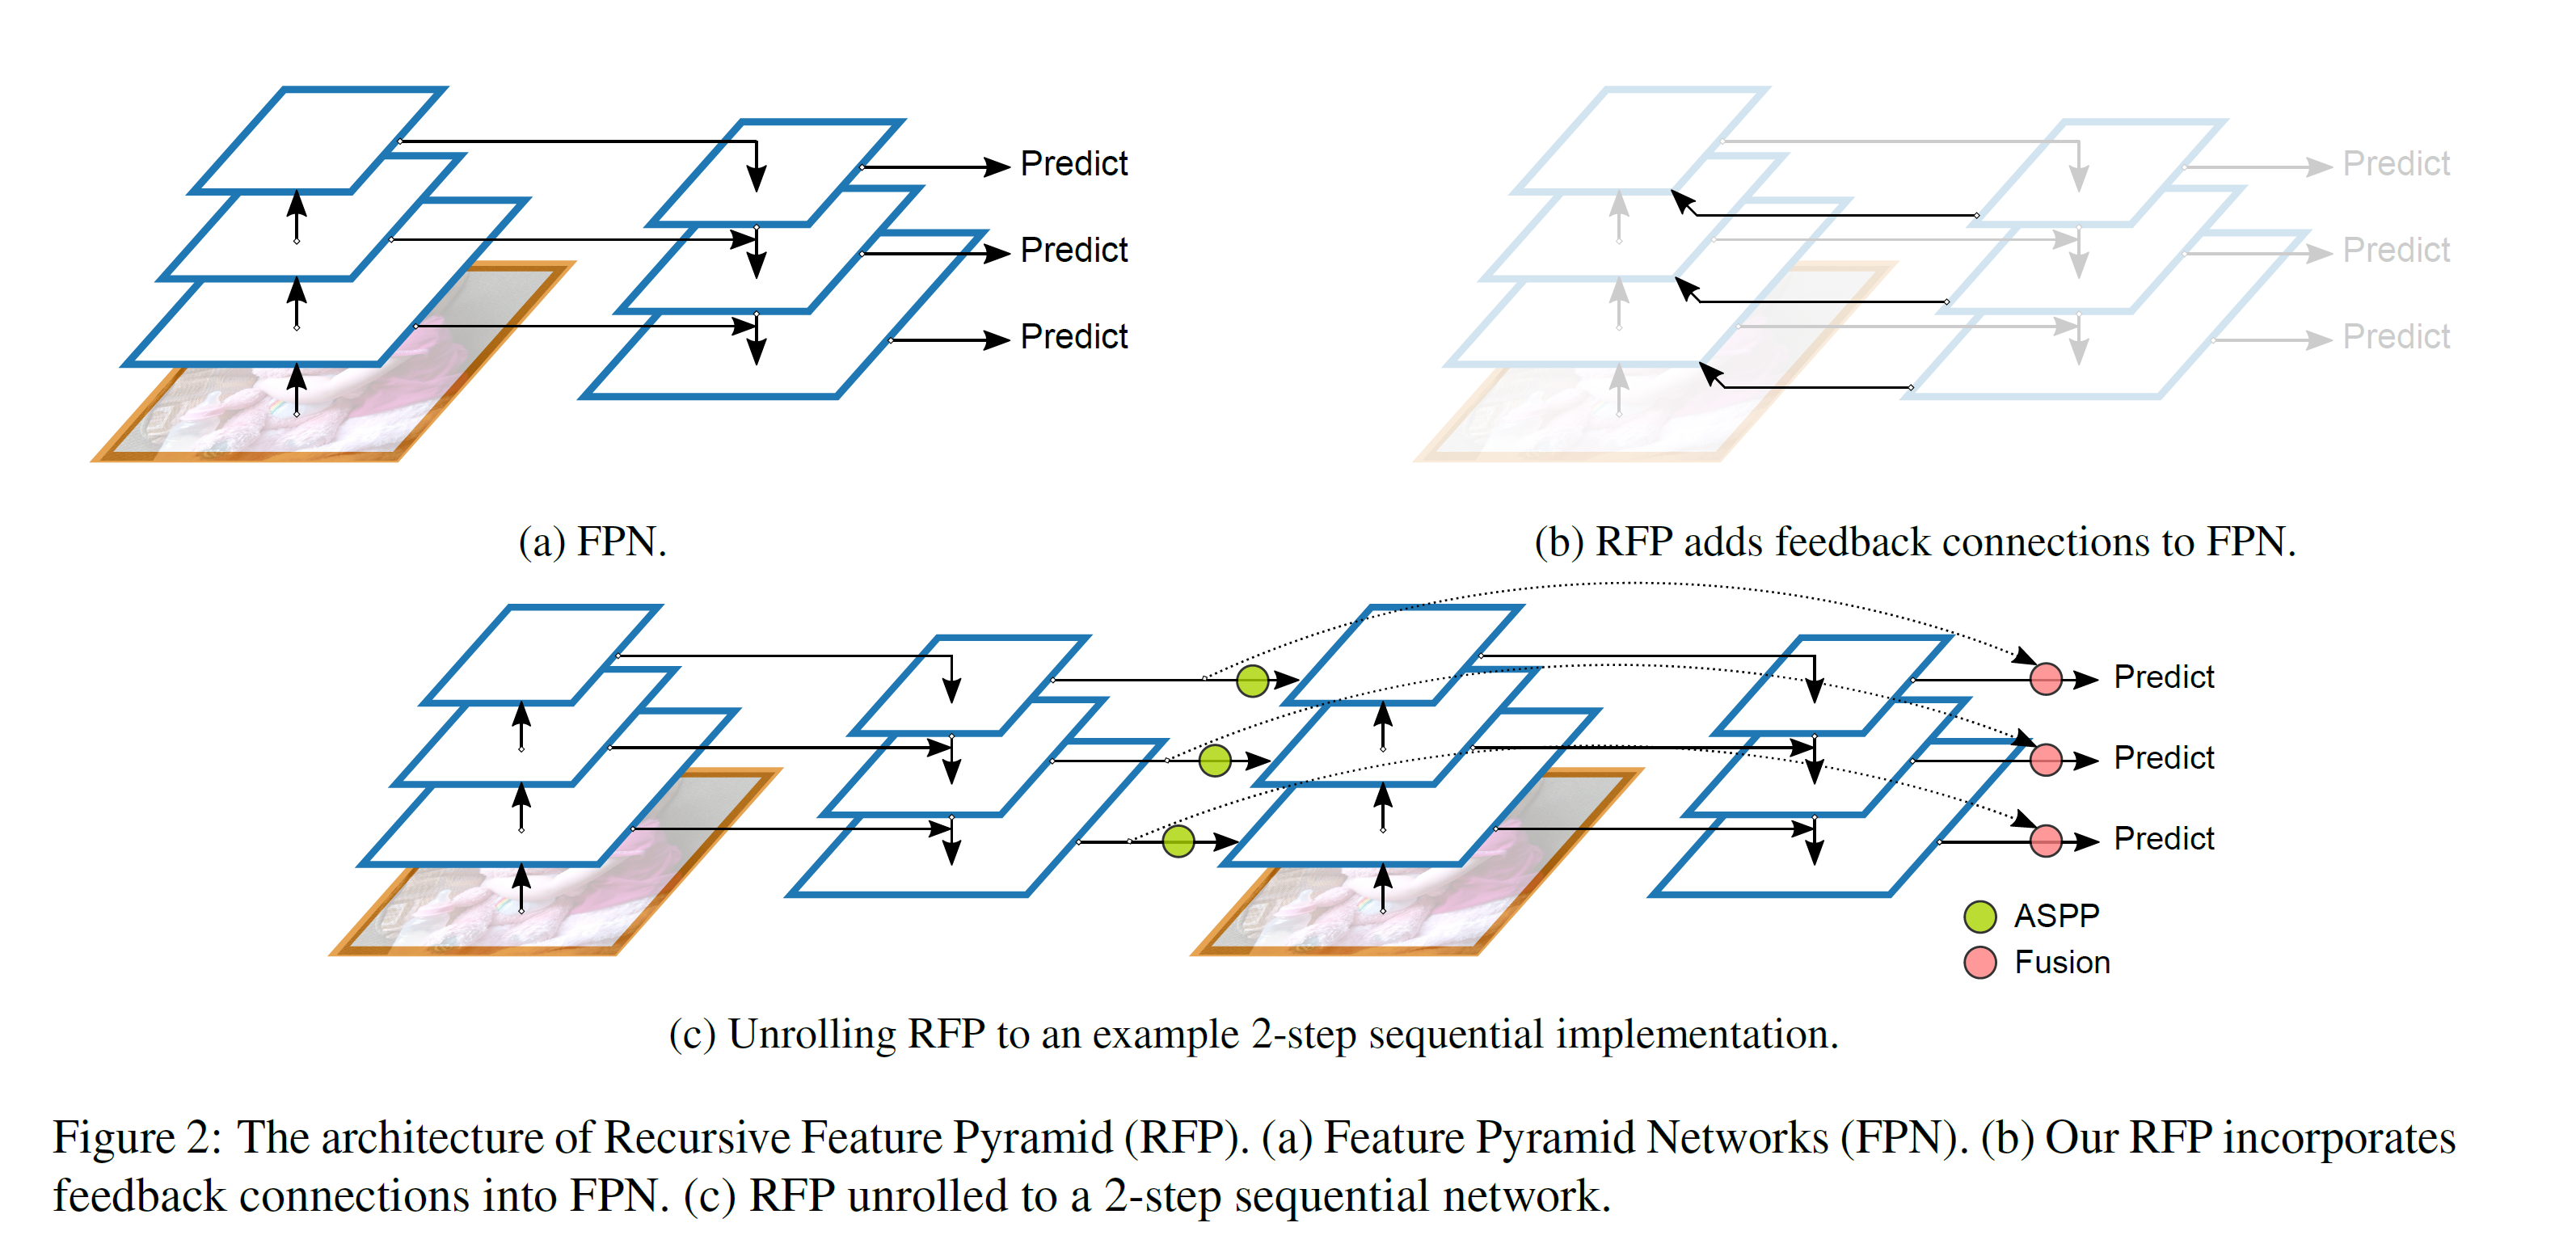 Predict
Predict
Predict
Predict
Predict
Predict
(a) FPN.
(b) RFP adds feedback connections to FPN.
Predict
Predict
Predict
ASPP
Fusion
(c) Unrolling RFP to an example 2-step sequential implementation.
Figure 2: The architecture of Recursive Feature Pyramid (RFP). (a) Feature Pyramid Networks (FPN). (b) Our RFP incorporates
feedback connections into FPN. (c) RFP unrolled to a 2-step sequential network.